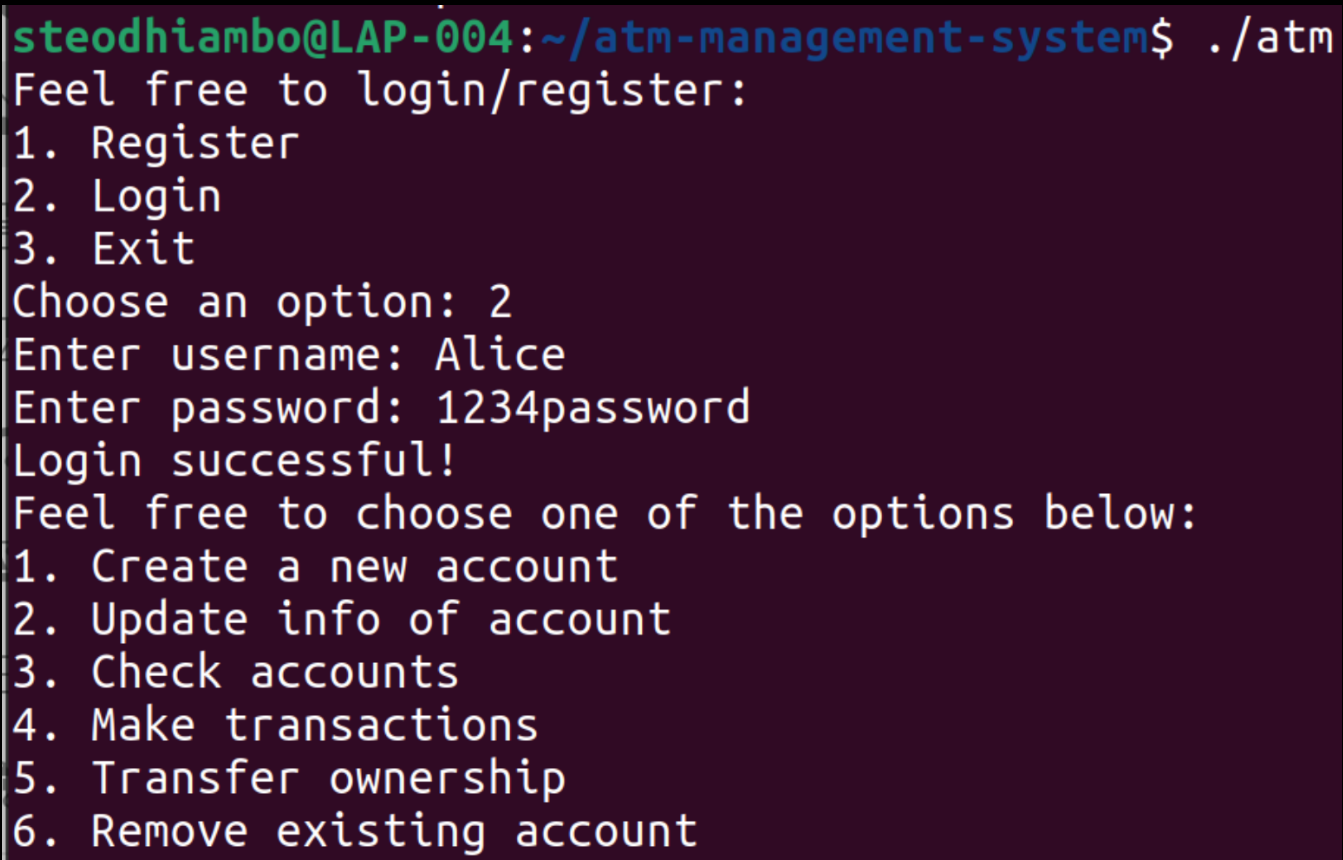 steodhiambo@LAP-004:~/atm-management-system$ ./atm
Feel free to login/register:
1. Register
2. Login
3. Exit
Choose an option: 2
Enter username: Alice
Enter password: 1234password
Login successful!
Feel free to choose one of the options below:
1. Create a new account
2. Update info of account
3. Check accounts
4. Make transactions
5. Transfer ownership
6. Remove existing account